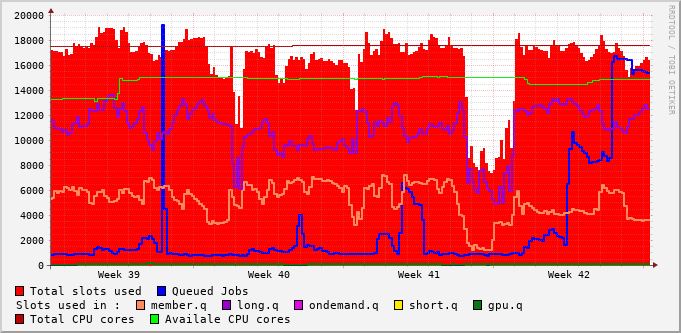 20000
18000
16000
14000
12000
10000
8000
6000
4000
2000
0
Week 39 Week 40 Week 41 Week 42
RRDTOOL / TOBI OETIKER
Total slots used Queued Jobs
Slots used in : member.q long.q ondemand.q short.q gpu.q
Total CPU cores Availale CPU cores